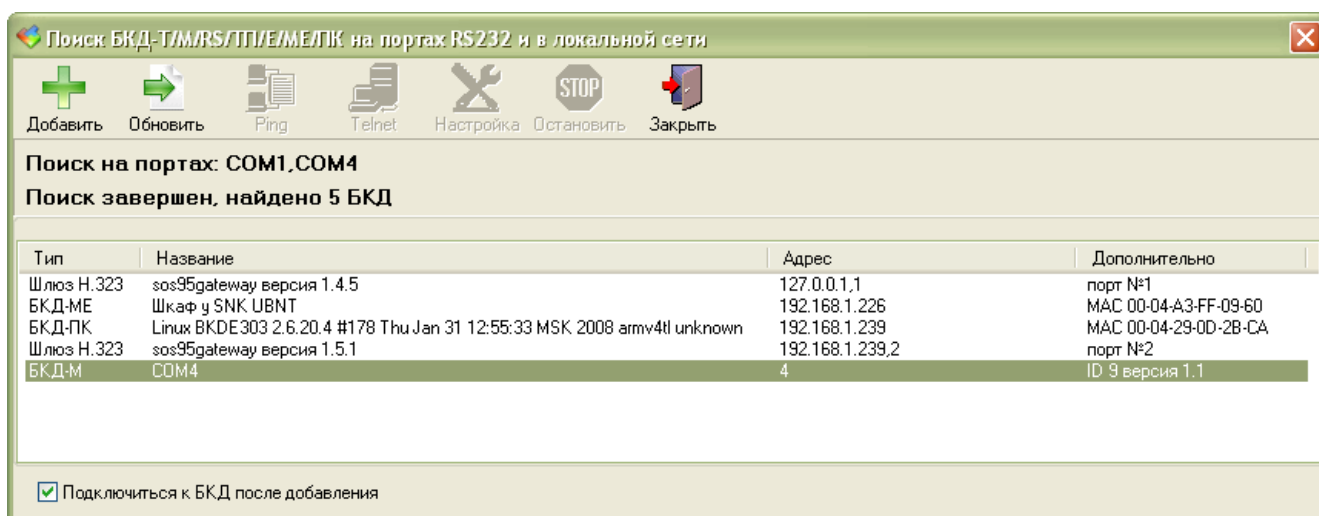 Поиск БКД-Т/М/RS/ТП/Е/МЕ/ПК на портах RS232 и в локальной сети
Добавить Обновить Ping Telnet Настройка Остановить Закрыть
Поиск на портах: COM1,COM4
Поиск завершен, найдено 5 БКД
Тип Название Адрес Дополнительно
Шлюз H.323 sos95gateway версия 1.4.5 127.0.0.1,1 порт №1
БКД-МЕ Шкаф у SNK UBNT 192.168.1.226 MAC 00-04-A3-FF-09-60
БКД-ПК Linux BKDE303 2.6.20.4 #178 Thu Jan 31 12:55:33 MSK 2008 armv4tl unknown 192.168.1.239 MAC 00-04-29-0D-2B-CA
Шлюз H.323 sos95gateway версия 1.5.1 192.168.1.239,2 порт №2
БКД-М COM4 4 ID 9 версия 1.1
Подключиться к БКД после добавления